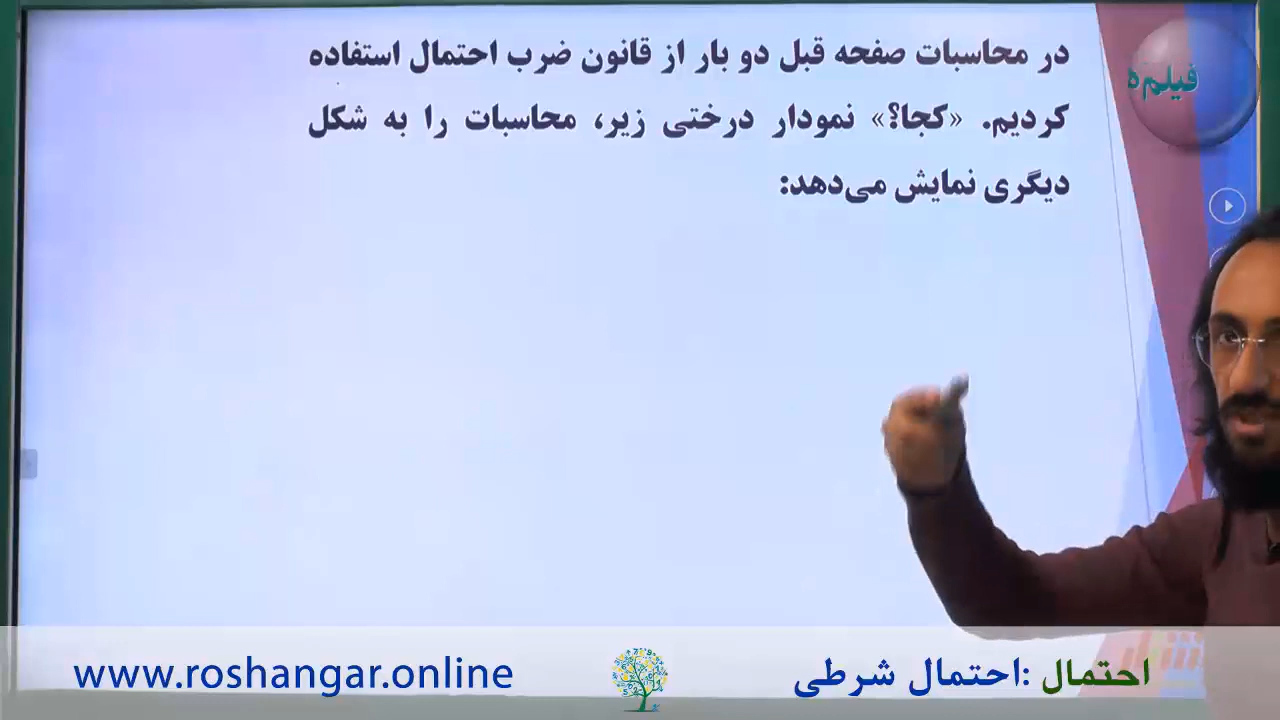 در محاسبات صفحه قبل دو بار از قانون ضرب احتمال استفاده
کردیم. «کجا؟» نمودار درختی زیر، محاسبات را به شکل
دیگری نمایش می‌دهد:
فیلم ۵
احتمال: احتمال شرطی
www.roshangar.online